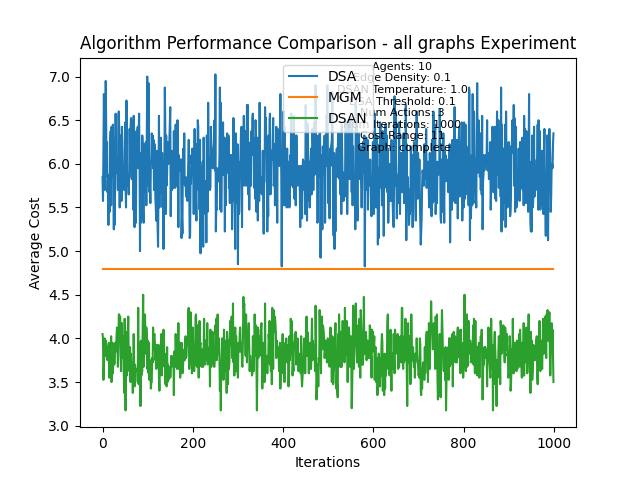 Algorithm Performance Comparison - all graphs Experiment
Agents: 10
Edge Density: 0.1
Temperature: 1.0
Threshold: 0.1
Num Actions: 3
Iterations: 1000
Cost Range: 11
Graph: complete
DSA
MGM
DSAN
7.0
6.5
6.0
5.5
5.0
4.5
4.0
3.5
3.0
Average Cost
0
200
400
600
800
1000
Iterations